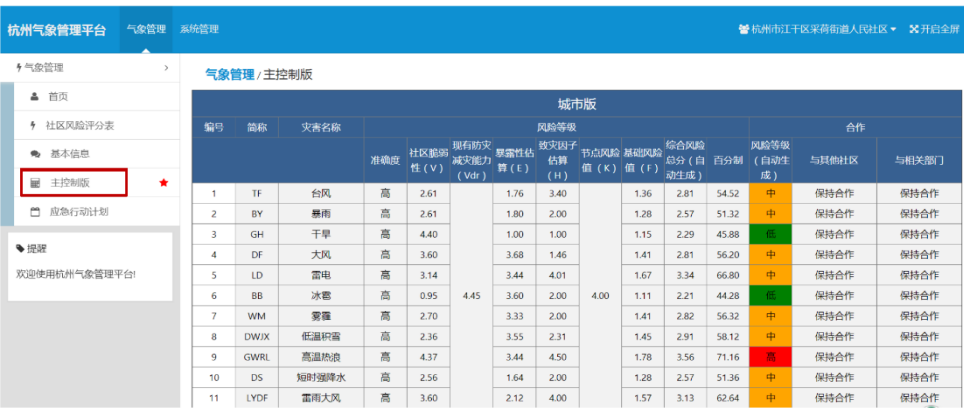 杭州气象管理平台 气象管理 系统管理 杭州市江干区采荷街道人民社区 开启全屏
气象管理
首页
社区风险评分表
基本信息
主控制版
应急行动计划
提醒
欢迎使用杭州气象管理平台!
气象管理 / 主控制版
城市版
编号 简称 灾害名称 风险等级 合作
准确度 社区脆弱性（V） 现有防灾减灾能力（Vdr） 暴露性估算（E） 致灾因子估算（H） 节点风险值（K） 基础风险值（F） 综合风险总分（自动生成） 百分制 风险等级（自动生成） 与其他社区 与相关部门
1 TF 台风 高 2.61 1.76 3.40 1.36 2.81 54.52 中 保持合作 保持合作
2 BY 暴雨 高 2.61 1.80 2.00 1.28 2.57 51.32 中 保持合作 保持合作
3 GH 干旱 高 4.40 1.00 1.00 1.15 2.29 45.88 低 保持合作 保持合作
4 DF 大风 高 3.60 3.68 1.46 1.41 2.81 56.20 中 保持合作 保持合作
5 LD 雷电 高 3.14 3.44 4.01 1.67 3.34 66.80 中 保持合作 保持合作
6 BB 冰雹 高 0.95 4.45 3.60 2.00 4.00 1.11 2.21 44.28 低 保持合作 保持合作
7 WM 雾霾 高 2.70 3.33 2.00 1.41 2.82 56.32 中 保持合作 保持合作
8 DWJX 低温积雪 高 2.36 3.55 2.31 1.45 2.91 58.12 中 保持合作 保持合作
9 GWRL 高温热浪 高 4.37 3.44 4.50 1.78 3.56 71.16 高 保持合作 保持合作
10 DS 短时强降水 高 2.56 1.64 2.00 1.28 2.57 51.36 中 保持合作 保持合作
11 LYDF 雷雨大风 高 3.60 2.12 4.00 1.57 3.13 62.64 中 保持合作 保持合作